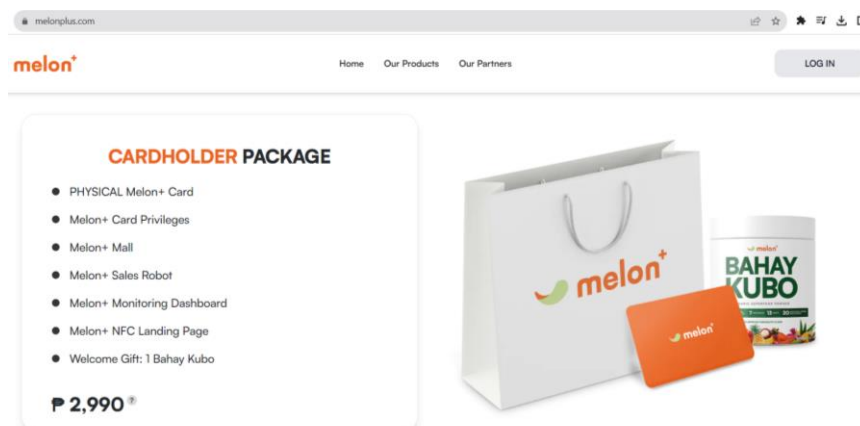 melonplus.com
melon+
Home Our Products Our Partners
LOG IN
CARDHOLDER PACKAGE
PHYSICAL Melon+ Card
Melon+ Card Privileges
Melon+ Mall
Melon+ Sales Robot
Melon+ Monitoring Dashboard
Melon+ NFC Landing Page
Welcome Gift: 1 Bahay Kubo
₱ 2,990 ?
melon+
melon+
melon+
BAHAY
KUBO